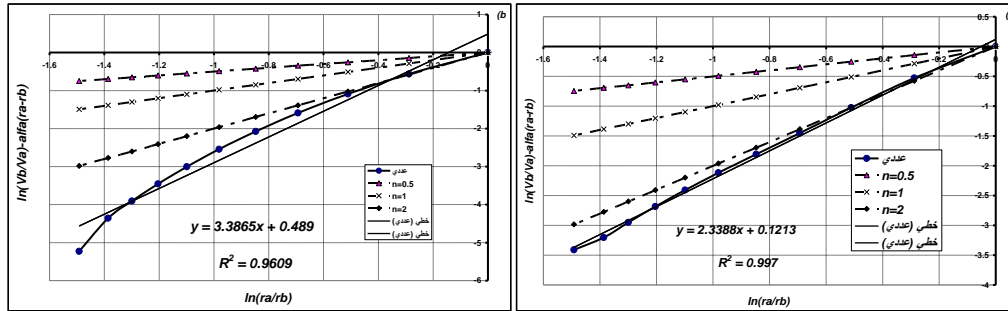 (b
-1.6 -1.4 -1.2 -1 -0.8 -0.6 -0.4 -0.2 0
1
0
-1
-2
-3
-4
-5
-6
ln(Vb/Va)-alfa(ra-rb)
ln(ra/rb)
عددي
n=0.5
n=1
n=2
خطي (عددي)
خطي (عددي)
y = 3.3865x + 0.489
R² = 0.9609
-1.6 -1.4 -1.2 -1 -0.8 -0.6 -0.4 -0.2 0
0.5
0
-0.5
-1
-1.5
-2
-2.5
-3
-3.5
-4
ln(Vb/Va)-alfa(ra-rb)
ln(ra/rb)
عددي
n=0.5
n=1
n=2
خطي (عددي)
خطي (عددي)
y = 2.3388x + 0.1213
R² = 0.997